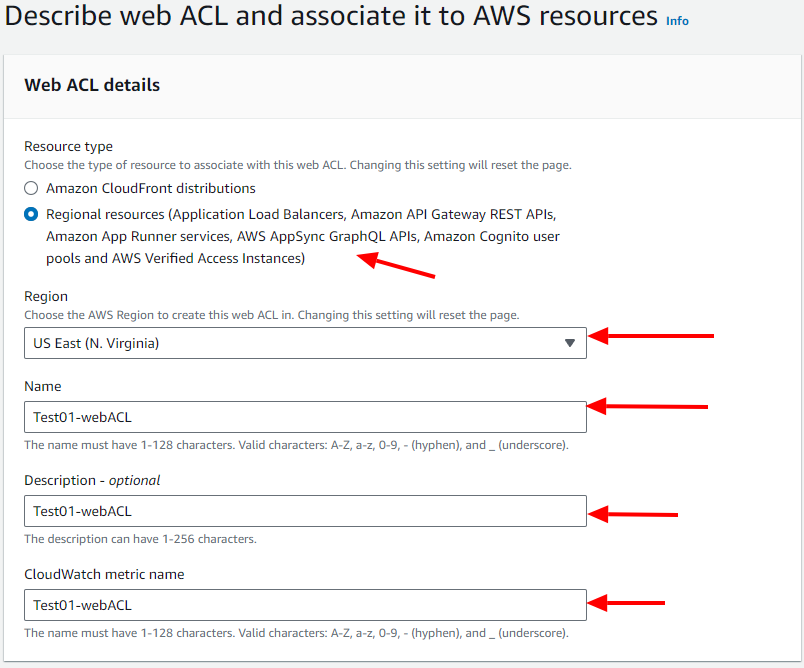 Describe web ACL and associate it to AWS resources Info
Web ACL details
Resource type
Choose the type of resource to associate with this web ACL. Changing this setting will reset the page.
Amazon CloudFront distributions
Regional resources (Application Load Balancers, Amazon API Gateway REST APIs,
Amazon App Runner services, AWS AppSync GraphQL APIs, Amazon Cognito user
pools and AWS Verified Access Instances)
Region
Choose the AWS Region to create this web ACL in. Changing this setting will reset the page.
US East (N. Virginia)
Name
Test01-webACL
The name must have 1-128 characters. Valid characters: A-Z, a-z, 0-9, - (hyphen), and _ (underscore).
Description - optional
Test01-webACL
The description can have 1-256 characters.
CloudWatch metric name
Test01-webACL
The name must have 1-128 characters. Valid characters: A-Z, a-z, 0-9, - (hyphen), and _ (underscore).